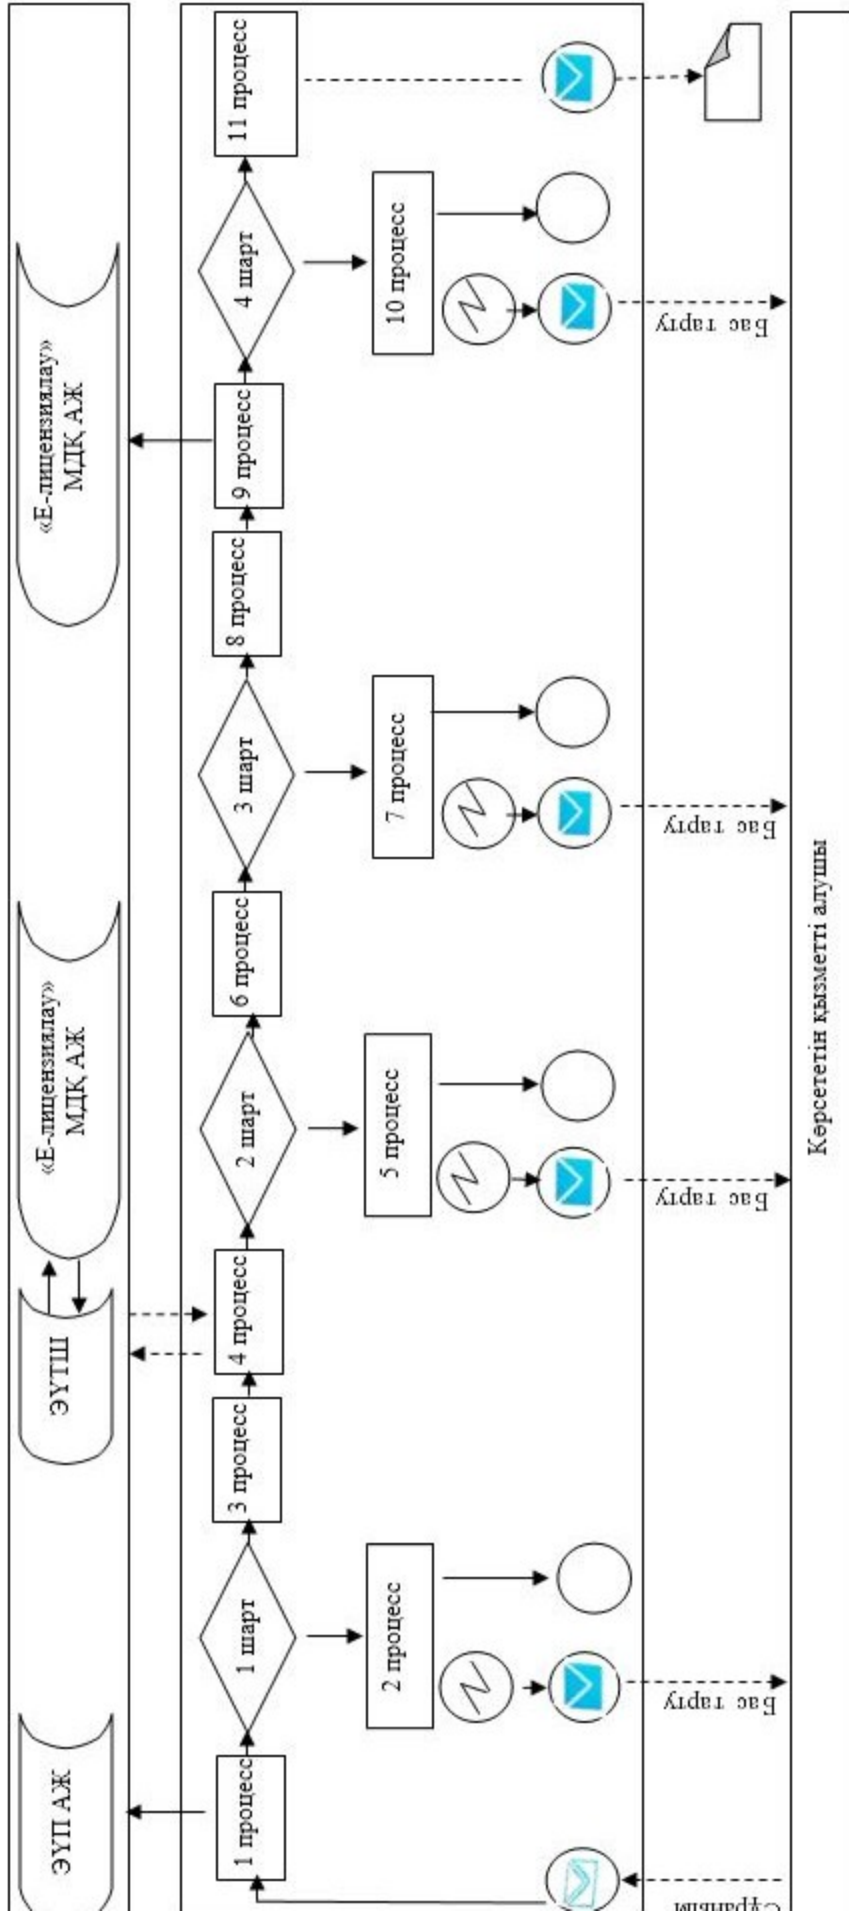 ЭҮП АЖ
ЭҮТШ
«Е-лицензиялау»
МДҚ АЖ
«Е-лицензиялау»
МДҚ АЖ
1 процесс
1 шарт
3 процесс
4 процесс
2 шарт
6 процесс
3 шарт
8 процесс
9 процесс
4 шарт
11 процесс
2 процесс
5 процесс
7 процесс
10 процесс
Сұраным
Бас тарту
Бас тарту
Бас тарту
Бас тарту
Көрсететін қызметті алушы